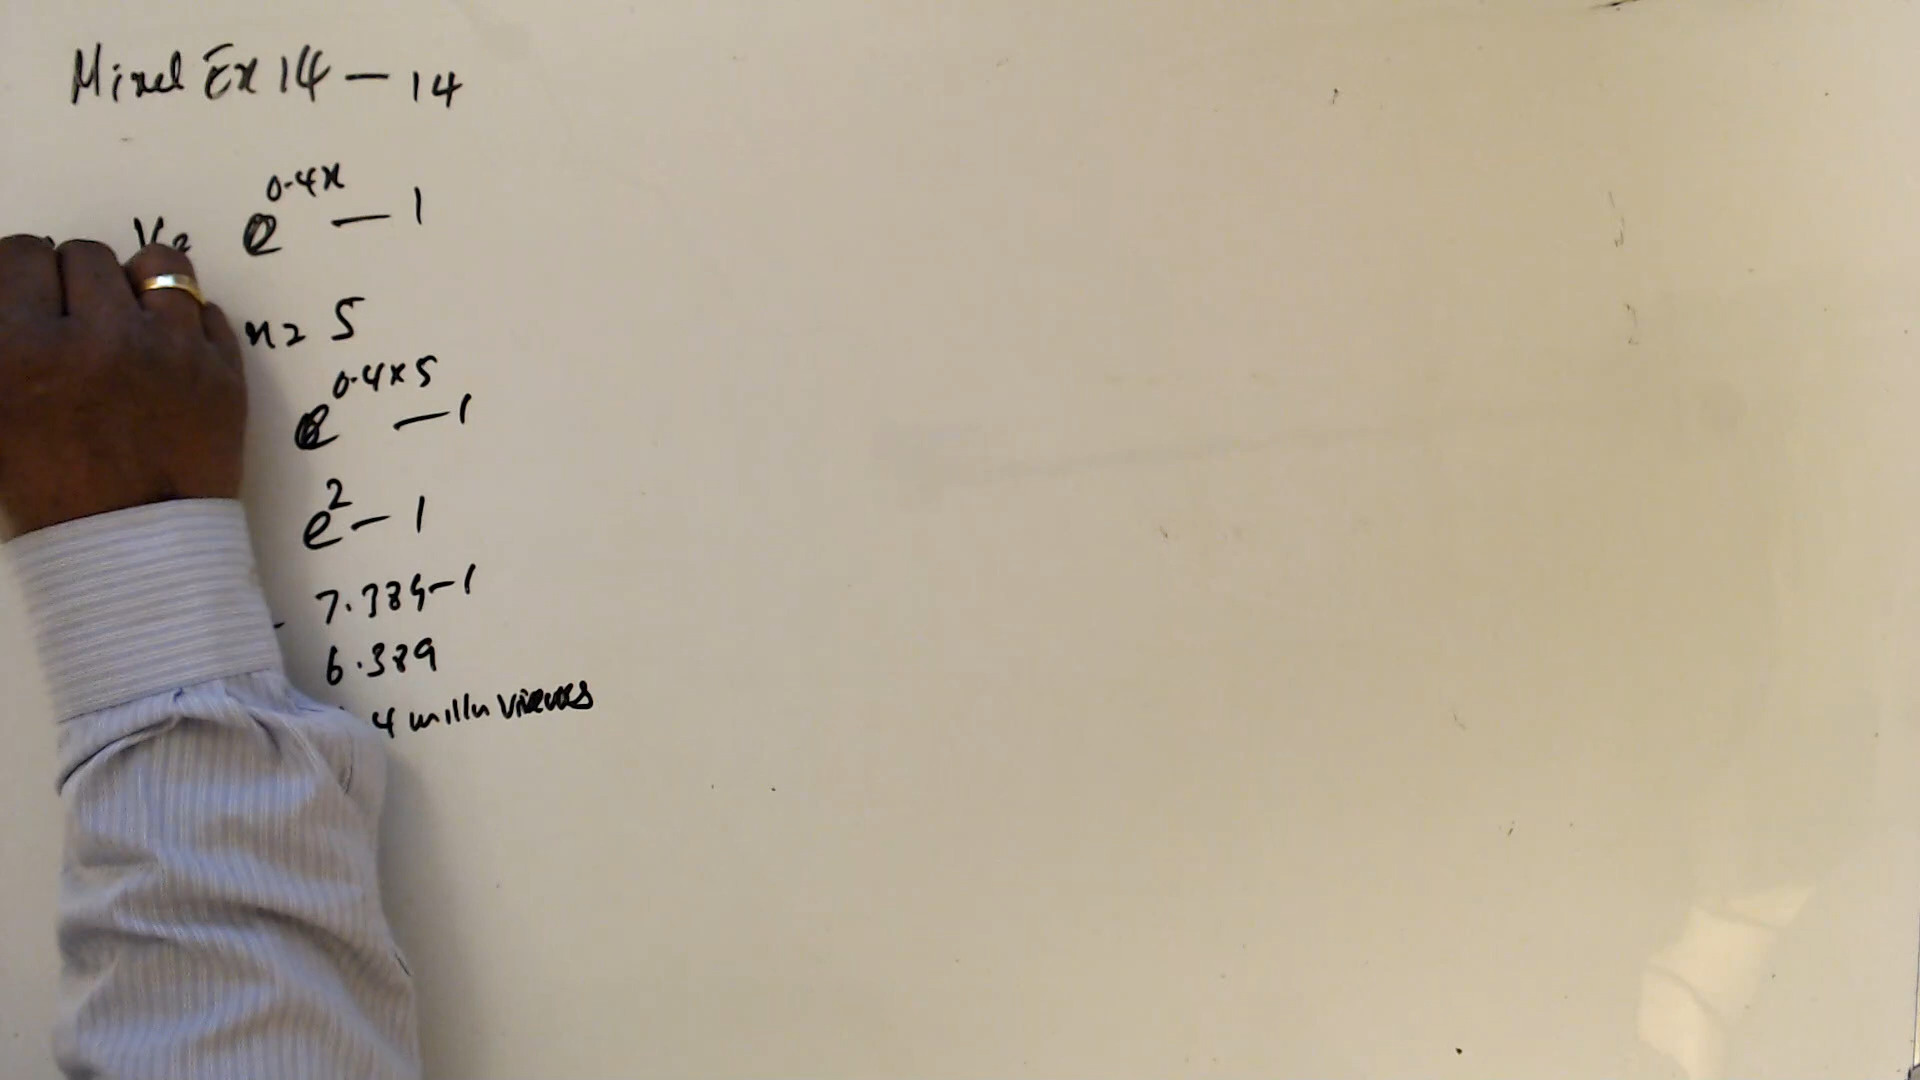 Mixed Ex 14 — 14
V = e^0.4x — 1
x = 5
e^0.4×5 — 1
e^2 — 1
7.389 — 1
6.389
4 million viewers